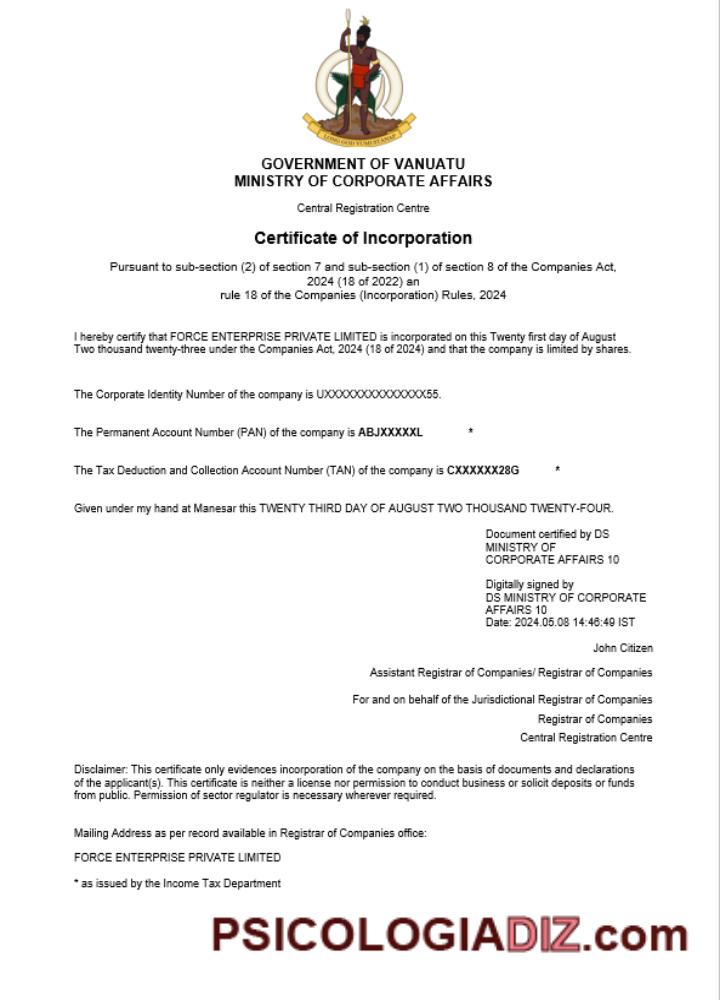 LONG GOD YUMI STANAP
GOVERNMENT OF VANUATU
MINISTRY OF CORPORATE AFFAIRS
Central Registration Centre
Certificate of Incorporation
Pursuant to sub-section (2) of section 7 and sub-section (1) of section 8 of the Companies Act,
2024 (18 of 2022) an
rule 18 of the Companies (Incorporation) Rules, 2024
I hereby certify that FORCE ENTERPRISE PRIVATE LIMITED is incorporated on this Twenty first day of August
Two thousand twenty-three under the Companies Act, 2024 (18 of 2024) and that the company is limited by shares.
The Corporate Identity Number of the company is UXXXXXXXXXXXXXX55.
The Permanent Account Number (PAN) of the company is ABJXXXXXL *
The Tax Deduction and Collection Account Number (TAN) of the company is CXXXXXX28G *
Given under my hand at Manesar this TWENTY THIRD DAY OF AUGUST TWO THOUSAND TWENTY-FOUR.
Document certified by DS
MINISTRY OF
CORPORATE AFFAIRS 10
Digitally signed by
DS MINISTRY OF CORPORATE
AFFAIRS 10
Date: 2024.05.08 14:46:49 IST
John Citizen
Assistant Registrar of Companies/ Registrar of Companies
For and on behalf of the Jurisdictional Registrar of Companies
Registrar of Companies
Central Registration Centre
Disclaimer: This certificate only evidences incorporation of the company on the basis of documents and declarations
of the applicant(s). This certificate is neither a license nor permission to conduct business or solicit deposits or funds
from public. Permission of sector regulator is necessary wherever required.
Mailing Address as per record available in Registrar of Companies office:
FORCE ENTERPRISE PRIVATE LIMITED
* as issued by the Income Tax Department
PSICOLOGIADIZ.com